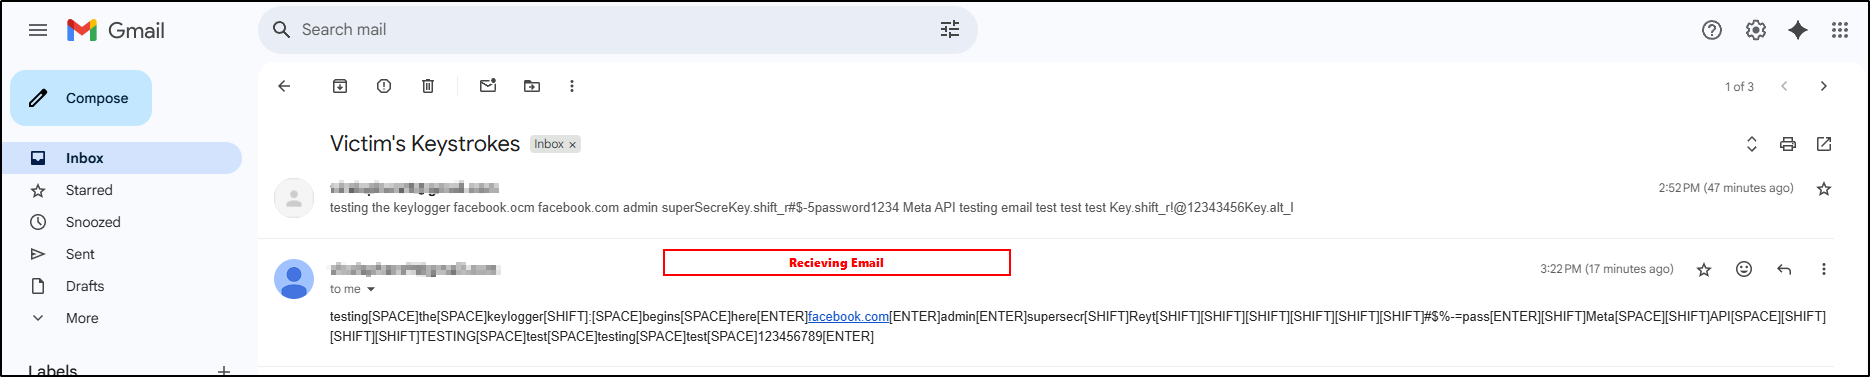 Gmail
Search mail
Compose
1 of 3
Inbox
Starred
Snoozed
Sent
Drafts
More
Labels
Victim's Keystrokes Inbox ×
2:52 PM (47 minutes ago)
testing the keylogger facebook.ocm facebook.com admin superSecreKey.shift_r#$-5password1234 Meta API testing email test test test Key.shift_r!@12343456Key.alt_l
Recieving Email
3:22 PM (17 minutes ago)
to me
testing[SPACE]the[SPACE]keylogger[SHIFT]:[SPACE]begins[SPACE]here[ENTER]facebook.com[ENTER]admin[ENTER]supersecr[SHIFT]Reyt[SHIFT][SHIFT][SHIFT][SHIFT][SHIFT][SHIFT]#$%-=pass[ENTER][SHIFT]Meta[SPACE][SHIFT]API[SPACE][SHIFT]
[SHIFT][SHIFT]TESTING[SPACE]test[SPACE]testing[SPACE]test[SPACE]123456789[ENTER]